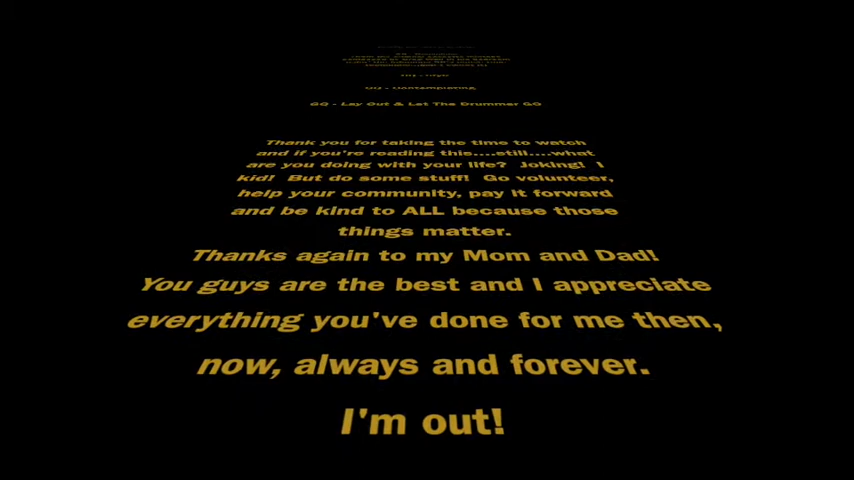 GQ - Lay Out & Let The Drummer GO
Thank you for taking the time to watch
and if you're reading this....still....what
are you doing with your life?  Joking!  I
kid!  But do some stuff!  Go volunteer,
help your community, pay it forward
and be kind to ALL because those
things matter.
Thanks again to my Mom and Dad!
You guys are the best and I appreciate
everything you've done for me then,
now, always and forever.
I'm out!